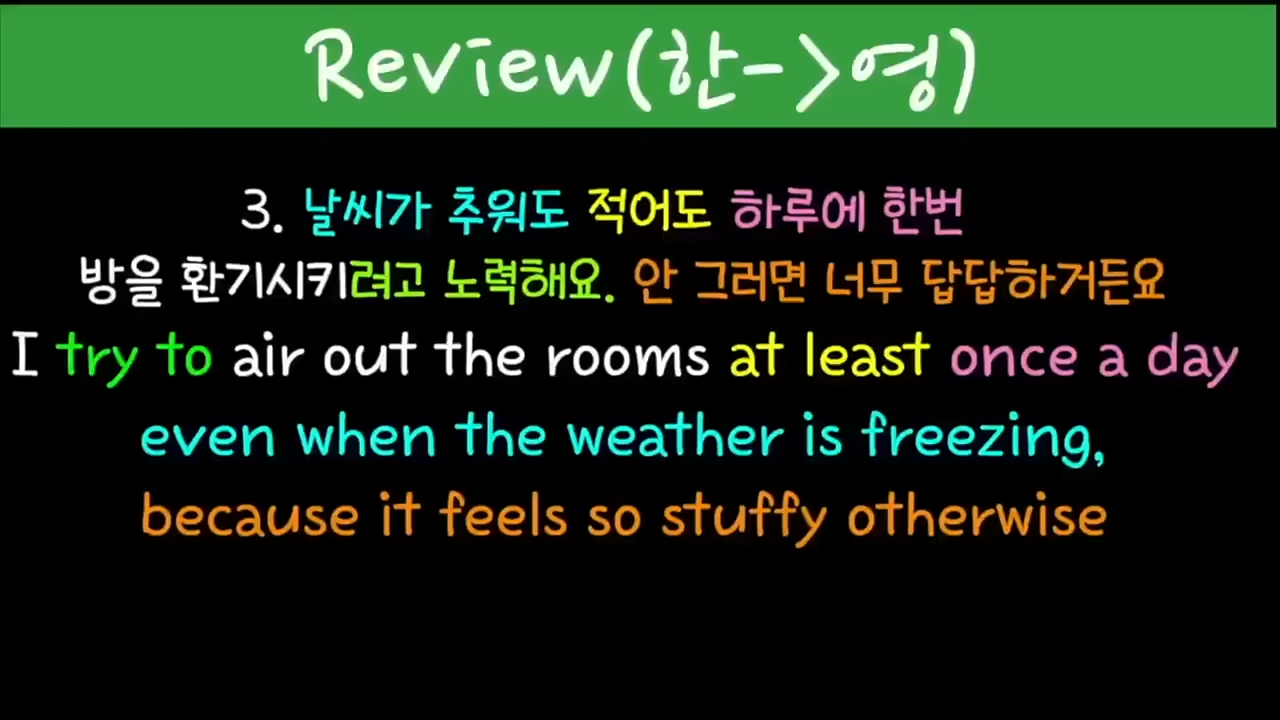 Review(한->영)
3. 날씨가 추워도 적어도 하루에 한번
방을 환기시키려고 노력해요. 안 그러면 너무 답답하거든요
I try to air out the rooms at least once a day
even when the weather is freezing,
because it feels so stuffy otherwise